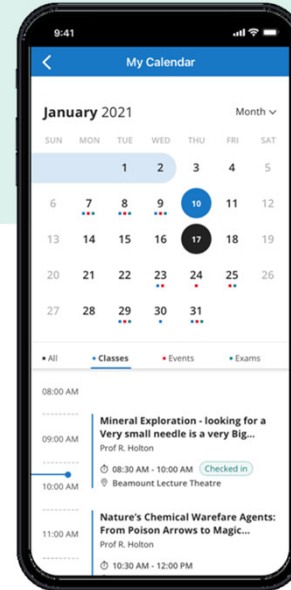 9:41
My Calendar
January 2021 Month
SUN MON TUE WED THU FRI SAT
1 2 3 4 5
6 7 8 9 10 11 12
13 14 15 16 17 18 19
20 21 22 23 24 25 26
27 28 29 30 31
All Classes Events Exams
08:00 AM
Mineral Exploration - looking for a
09:00 AM Very small needle is a very Big...
Prof R. Holton
08:30 AM - 10:00 AM Checked in
10:00 AM Beamount Lecture Theatre
Nature's Chemical Warefare Agents:
11:00 AM From Poison Arrows to Magic...
Prof R. Holton
10:30 AM - 12:00 PM